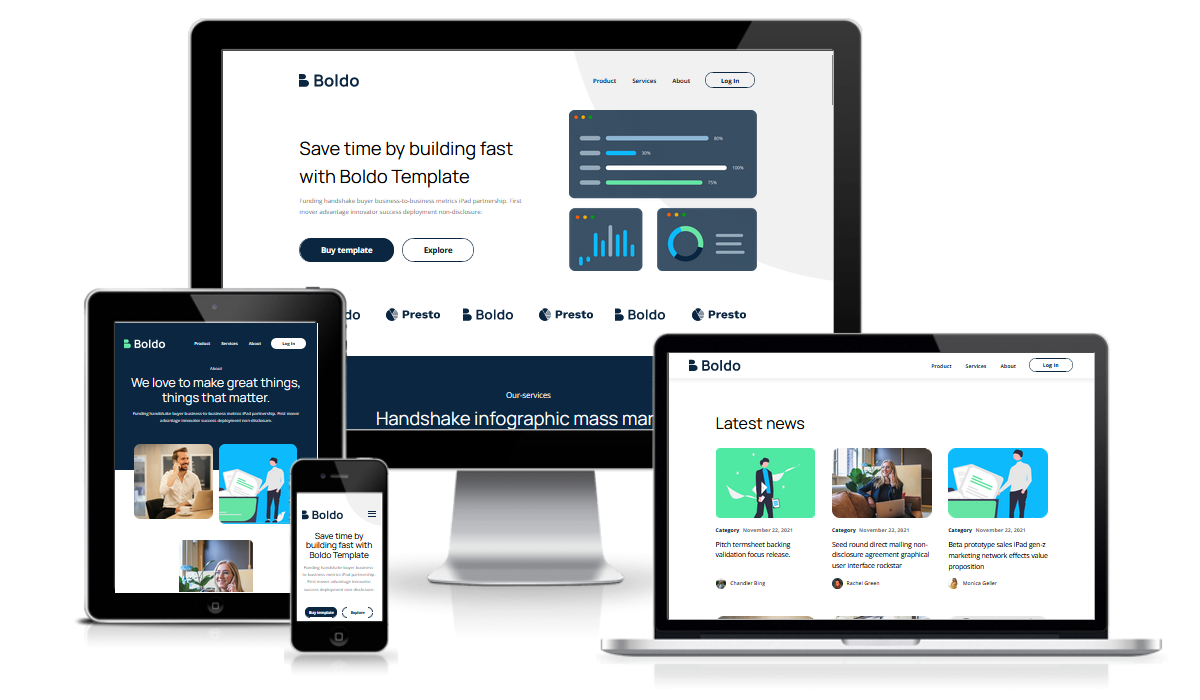 Boldo
Product Services About Log In
80%
30%
100%
75%
Save time by building fast
with Boldo Template
Funding handshake buyer business-to-business metrics iPad partnership. First
mover advantage innovator success deployment non-disclosure.
Buy template Explore
do Presto Boldo Presto Boldo Presto
Our-services
Handshake infographic mass mar
Boldo
Product Services About Log In
About
We love to make great things,
things that matter.
Funding handshake buyer business-to-business metrics iPad partnership. First mover
advantage innovator success deployment non-disclosure.
Boldo
Save time by
building fast with
Boldo Template
Funding handshake buyer business-
to-business metrics iPad partnership.
First mover advantage innovator
success deployment non-disclosure
Buy template Explore
Boldo
Product Services About Log In
Latest news
Category November 22, 2021
Pitch termsheet backing
validation focus release.
Chandler Bing
Category November 22, 2021
Seed round direct mailing non-
disclosure agreement graphical
user interface rockstar
Rachel Green
Category November 22, 2021
Beta prototype sales iPad gen-z
marketing network effects value
proposition
Monica Geller